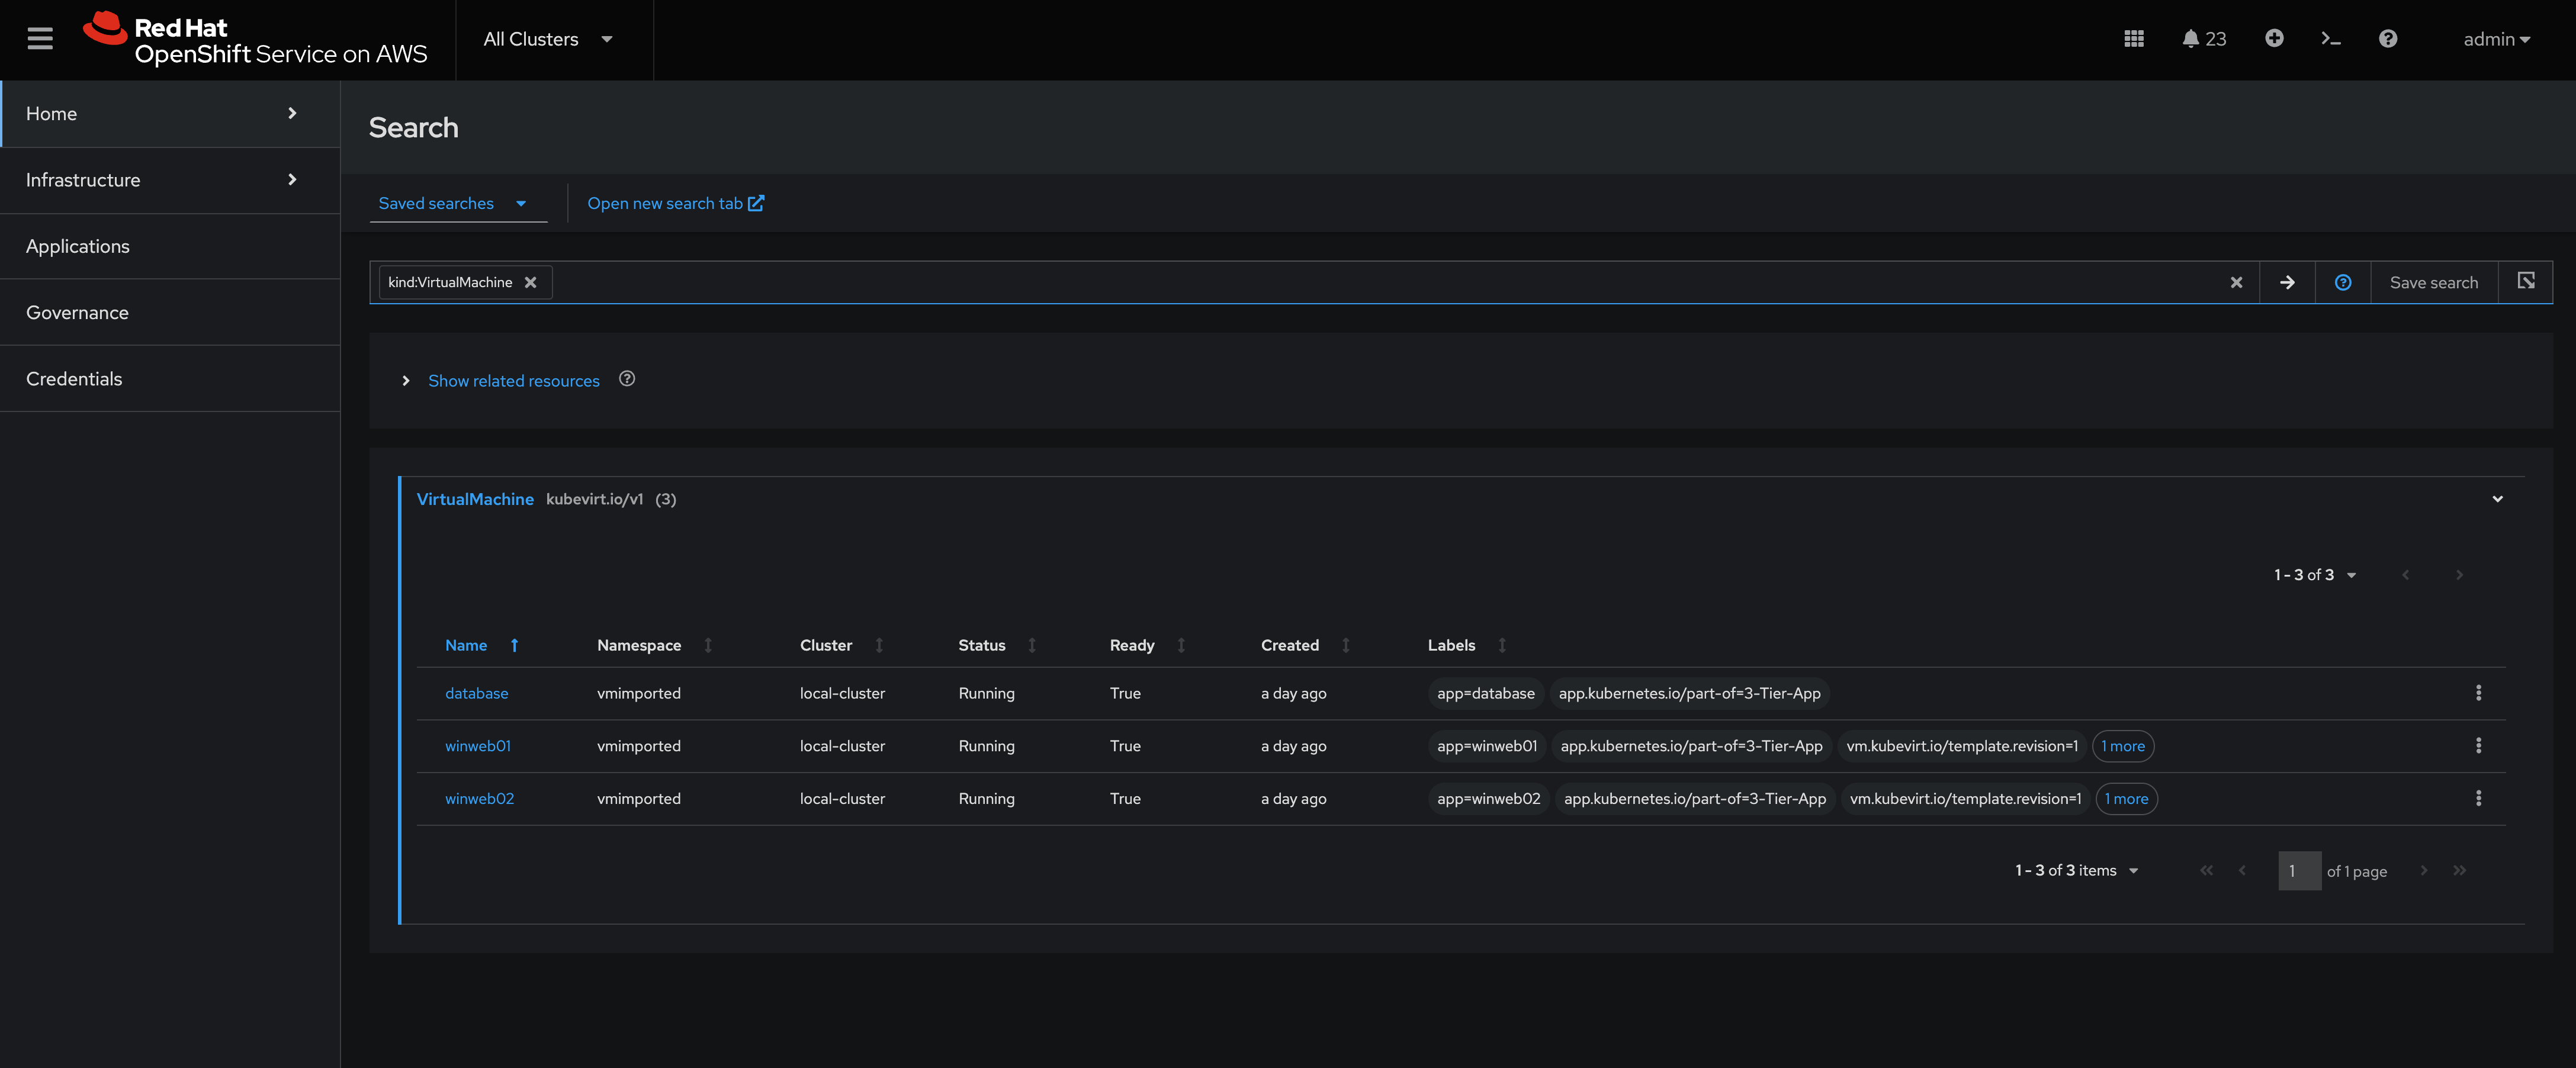 Red Hat
OpenShift Service on AWS
All Clusters
23
admin
Home
Infrastructure
Applications
Governance
Credentials
Search
Saved searches
Open new search tab
kind:VirtualMachine
Save search
Show related resources
VirtualMachine kubevirt.io/v1 (3)
1 - 3 of 3
Name Namespace Cluster Status Ready Created Labels
database vmimported local-cluster Running True a day ago app=database app.kubernetes.io/part-of=3-Tier-App
winweb01 vmimported local-cluster Running True a day ago app=winweb01 app.kubernetes.io/part-of=3-Tier-App vm.kubevirt.io/template.revision=1 1 more
winweb02 vmimported local-cluster Running True a day ago app=winweb02 app.kubernetes.io/part-of=3-Tier-App vm.kubevirt.io/template.revision=1 1 more
1 - 3 of 3 items 1 of 1 page